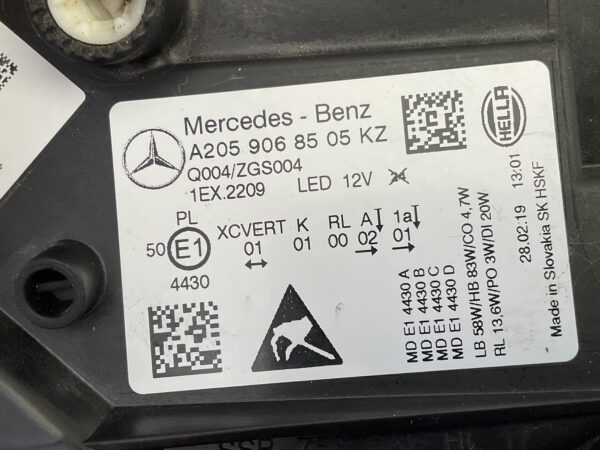 Mercedes - Benz
A205 906 85 05 KZ
Q004/ZGS004
1EX.2209 LED 12V
HELLA
PL
50 E1
4430
XCVERT K RL A 1a
01 01 00 02 01
MD E1 4430 A
MD E1 4430 B
MD E1 4430 C
MD E1 4430 D
LB 58W/HB 83W/CO 4,7W
RL 13,6W/PO 3W/DI 20W
28.02.19 13:01
Made in Slovakia SK HSKF